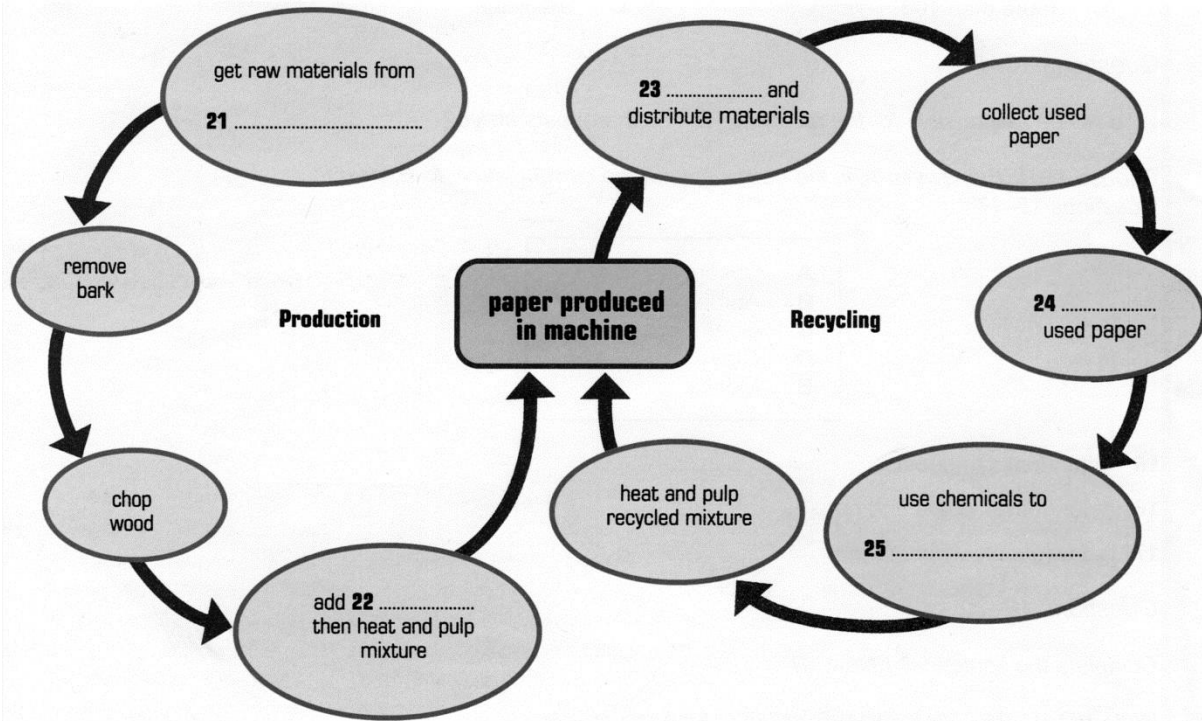 get raw materials from
21 ........................................
remove
bark
Production
chop
wood
add 22 ......................
then heat and pulp
mixture
paper produced
in machine
23 .................... and
distribute materials
collect used
paper
Recycling
24 ....................
used paper
use chemicals to
25 ........................................
heat and pulp
recycled mixture